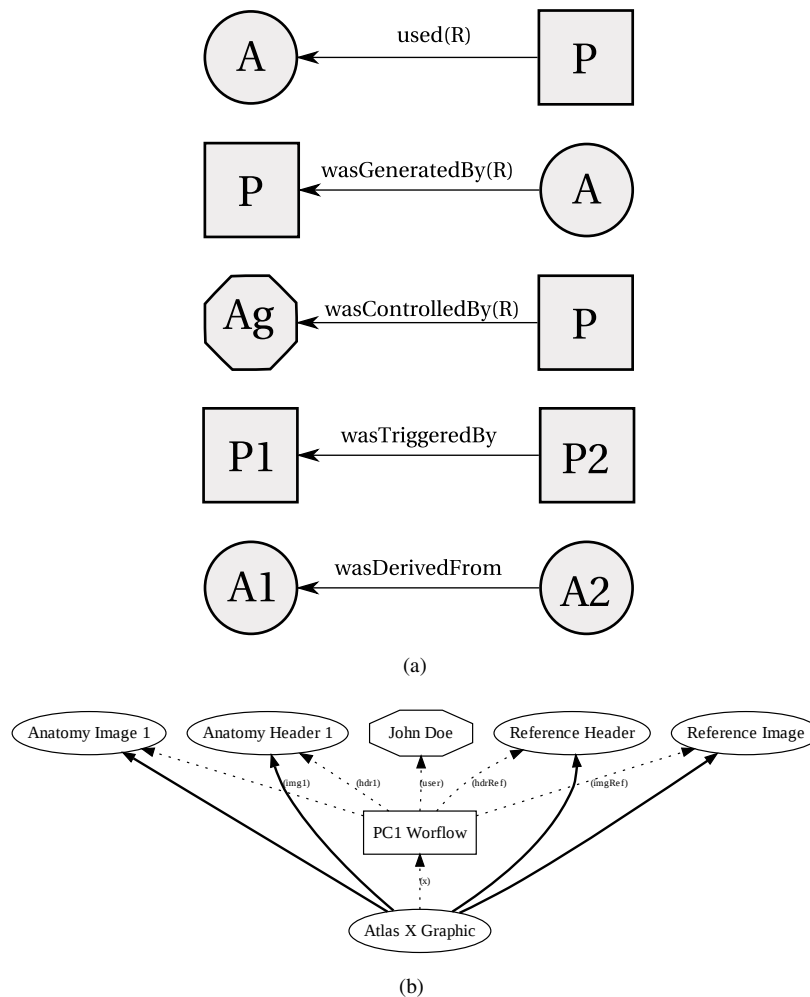 used(R)
A
P
wasGeneratedBy(R)
P
A
wasControlledBy(R)
Ag
P
wasTriggeredBy
P1
P2
wasDerivedFrom
A1
A2
(a)
Anatomy Image 1
Anatomy Header 1
John Doe
Reference Header
Reference Image
(img1)
(hdr1)
(user)
(hdrRef)
(imgRef)
PC1 Worflow
(x)
Atlas X Graphic
(b)